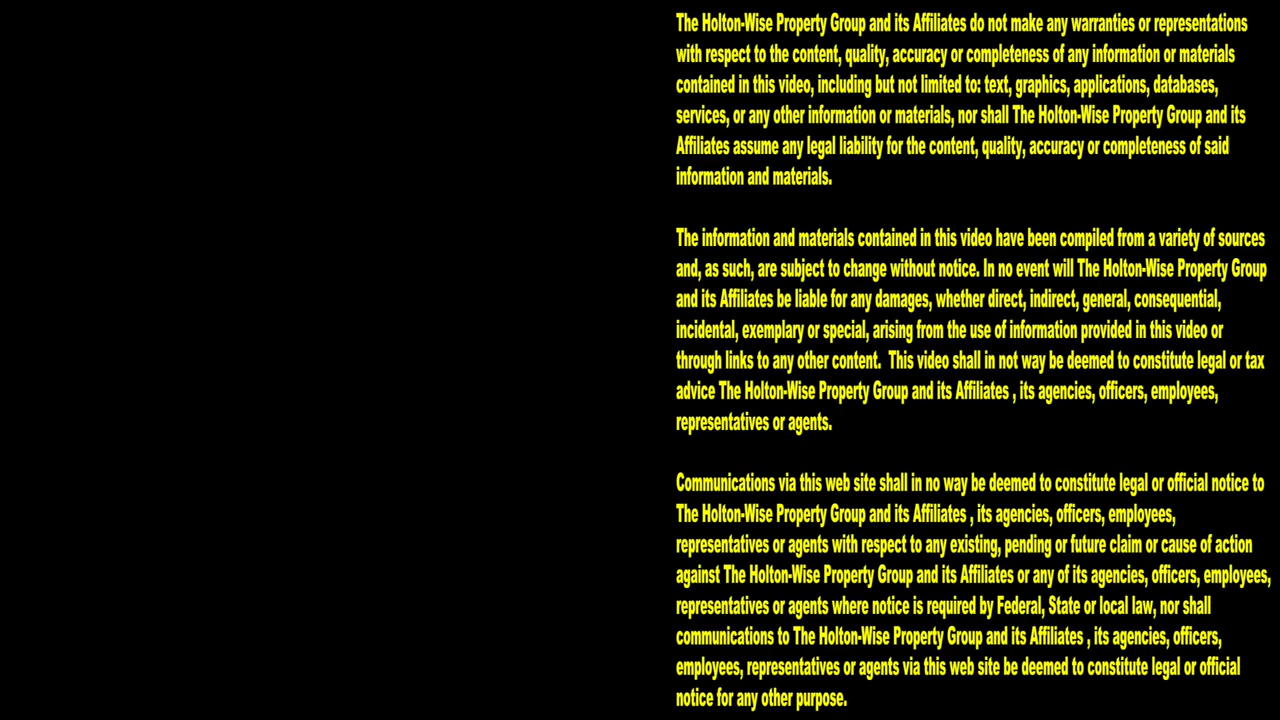 The Holton-Wise Property Group and its Affiliates do not make any warranties or representations
with respect to the content, quality, accuracy or completeness of any information or materials
contained in this video, including but not limited to: text, graphics, applications, databases,
services, or any other information or materials, nor shall The Holton-Wise Property Group and its
Affiliates assume any legal liability for the content, quality, accuracy or completeness of said
information and materials.
The information and materials contained in this video have been compiled from a variety of sources
and, as such, are subject to change without notice. In no event will The Holton-Wise Property Group
and its Affiliates be liable for any damages, whether direct, indirect, general, consequential,
incidental, exemplary or special, arising from the use of information provided in this video or
through links to any other content.  This video shall in not way be deemed to constitute legal or tax
advice The Holton-Wise Property Group and its Affiliates , its agencies, officers, employees,
representatives or agents.
Communications via this web site shall in no way be deemed to constitute legal or official notice to
The Holton-Wise Property Group and its Affiliates , its agencies, officers, employees,
representatives or agents with respect to any existing, pending or future claim or cause of action
against The Holton-Wise Property Group and its Affiliates or any of its agencies, officers, employees,
representatives or agents where notice is required by Federal, State or local law, nor shall
communications to The Holton-Wise Property Group and its Affiliates , its agencies, officers,
employees, representatives or agents via this web site be deemed to constitute legal or official
notice for any other purpose.